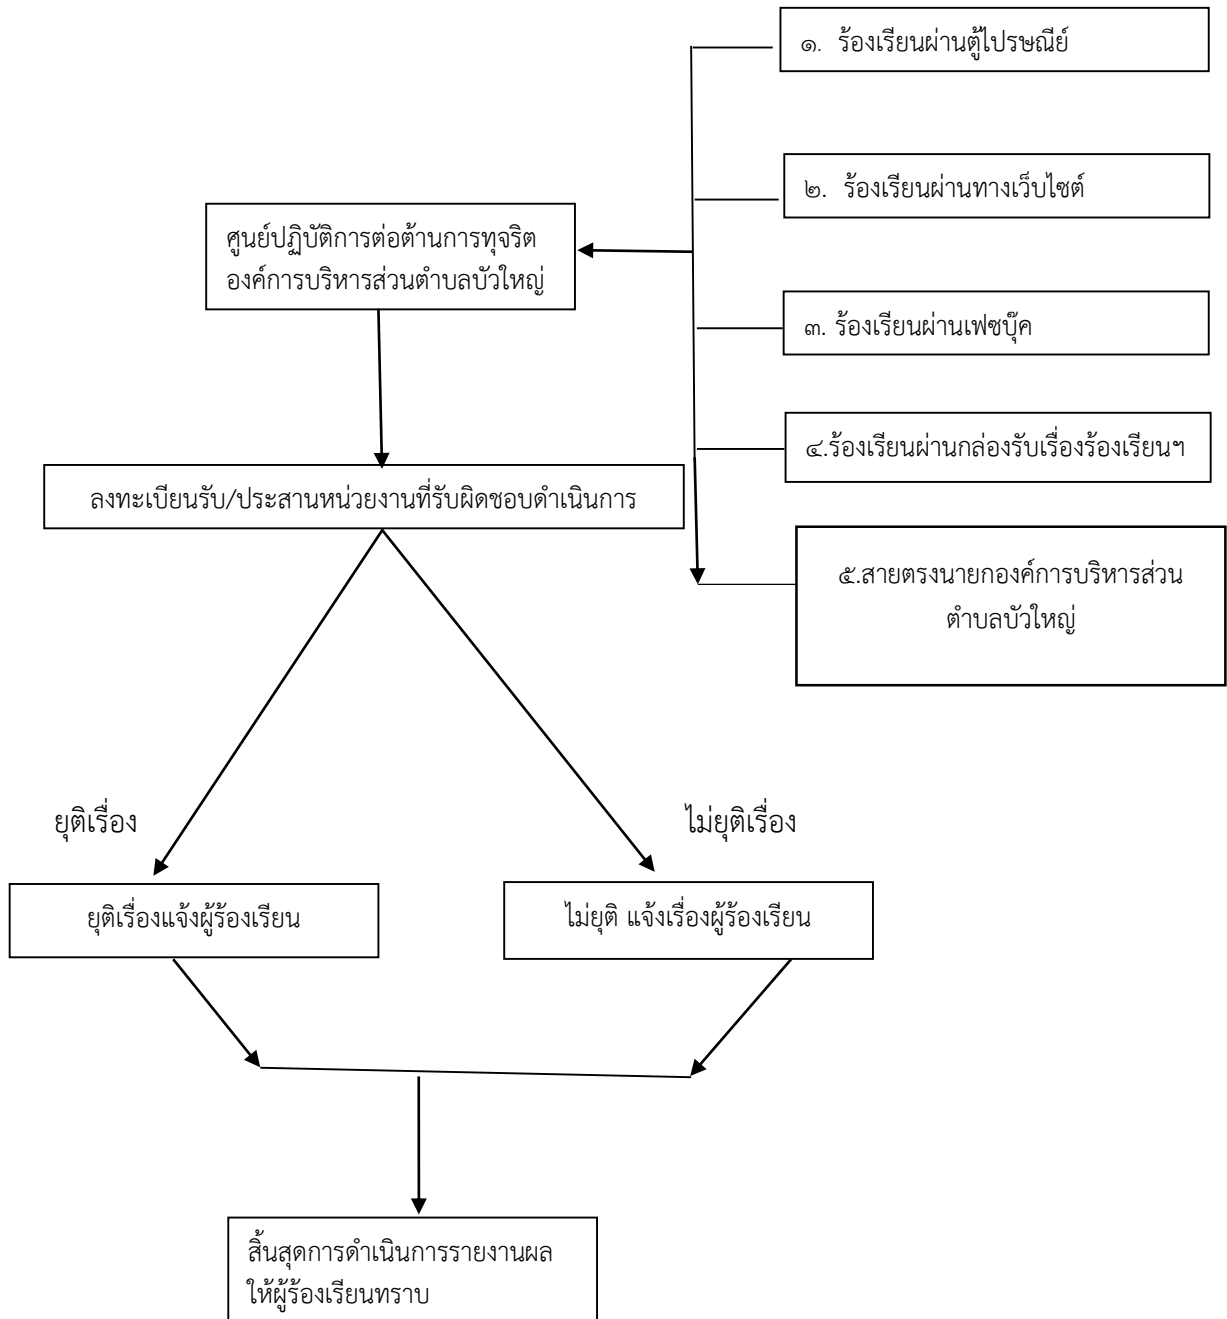 ๑. ร้องเรียนผ่านตู้ไปรษณีย์
๒. ร้องเรียนผ่านทางเว็บไซต์
ศูนย์ปฏิบัติการต่อต้านการทุจริต
องค์การบริหารส่วนตำบลบัวใหญ่
๓. ร้องเรียนผ่านเฟซบุ๊ค
๔.ร้องเรียนผ่านกล่องรับเรื่องร้องเรียนฯ
ลงทะเบียนรับ/ประสานหน่วยงานที่รับผิดชอบดำเนินการ
๕.สายตรงนายกองค์การบริหารส่วน
ตำบลบัวใหญ่
ยุติเรื่อง
ไม่ยุติเรื่อง
ยุติเรื่องแจ้งผู้ร้องเรียน
ไม่ยุติ แจ้งเรื่องผู้ร้องเรียน
สิ้นสุดการดำเนินการรายงานผล
ให้ผู้ร้องเรียนทราบ